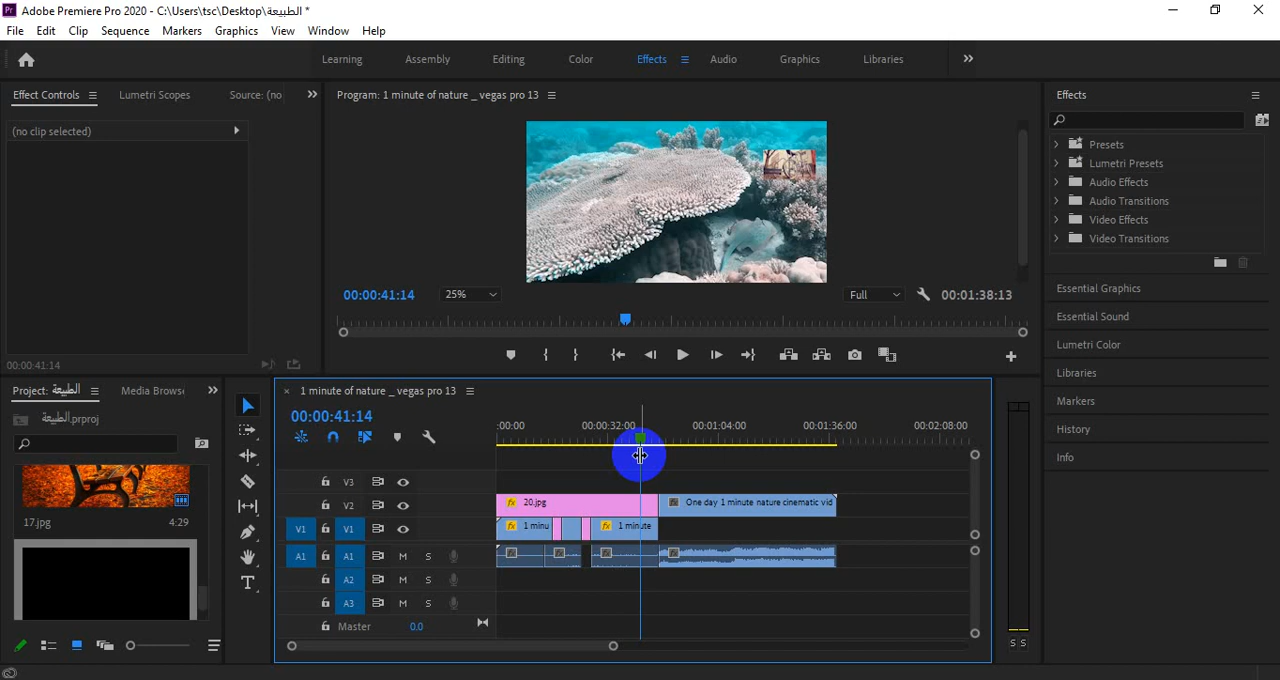 Adobe Premiere Pro 2020 - C:\Users\tsc\Desktop\الطبيعة *
File Edit Clip Sequence Markers Graphics View Window Help
Learning Assembly Editing Color Effects Audio Graphics Libraries
Effect Controls Lumetri Scopes Source: (no
(no clip selected)
00:00:41:14
Program: 1 minute of nature _ vegas pro 13
00:00:41:14 25% Full 00:01:38:13
Effects
Presets
Lumetri Presets
Audio Effects
Audio Transitions
Video Effects
Video Transitions
Essential Graphics
Essential Sound
Lumetri Color
Libraries
Markers
History
Info
Project: الطبيعة Media Browse
الطبيعة.prproj
17.jpg 4:29
1 minute of nature _ vegas pro 13
00:00:41:14
:00:00 00:00:32:00 00:01:04:00 00:01:36:00 00:02:08:00
V3
V2 20.jpg One day 1 minute nature cinematic vid
V1 V1 1 minu 1 minute
A1 A1 M S
A2 M S
A3 M S
Master 0.0
S S